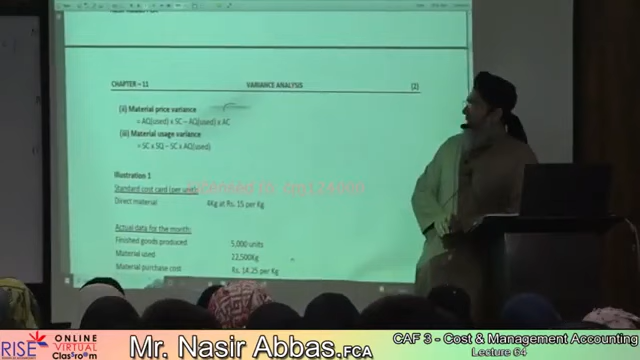 CHAPTER – 11 VARIANCE ANALYSIS (2)
(ii) Material price variance
= AQ(used) x SC – AQ(used) x AC
(iii) Material usage variance
= SC x SQ – SC x AQ(used)
Illustration 1
Standard cost card (per unit)
Direct material 4Kg at Rs. 15 per Kg
Actual data for the month:
Finished goods produced 5,000 units
Material used 22,500Kg
Material purchase cost Rs. 14.25 per Kg
RISE ONLINE VIRTUAL Classroom
Mr. Nasir Abbas.FCA
CAF 3 - Cost & Management Accounting
Lecture 64